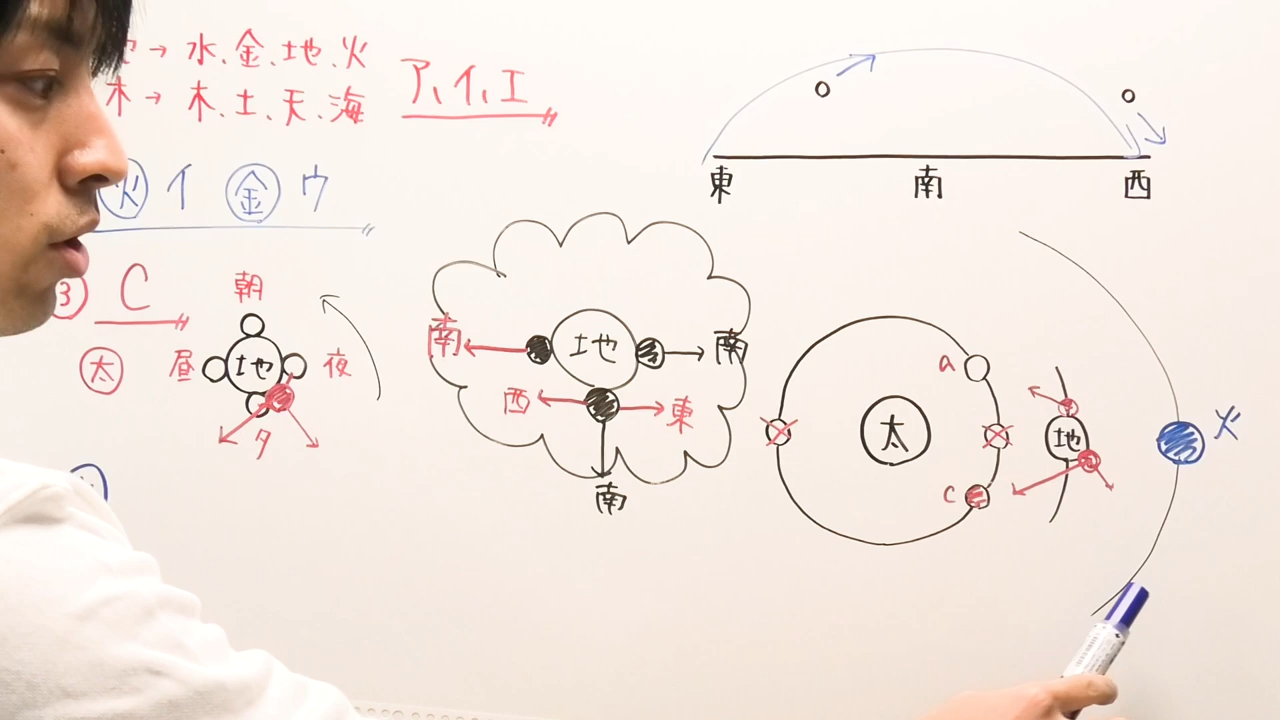 → 水、金、地、火
木 → 木、土、天、海
ア、イ、エ
火 イ 金 ウ
③ C
太
朝
昼 地 夜
夕
南 地 南
西 東
南
東 南 西
a
太 地 火
c